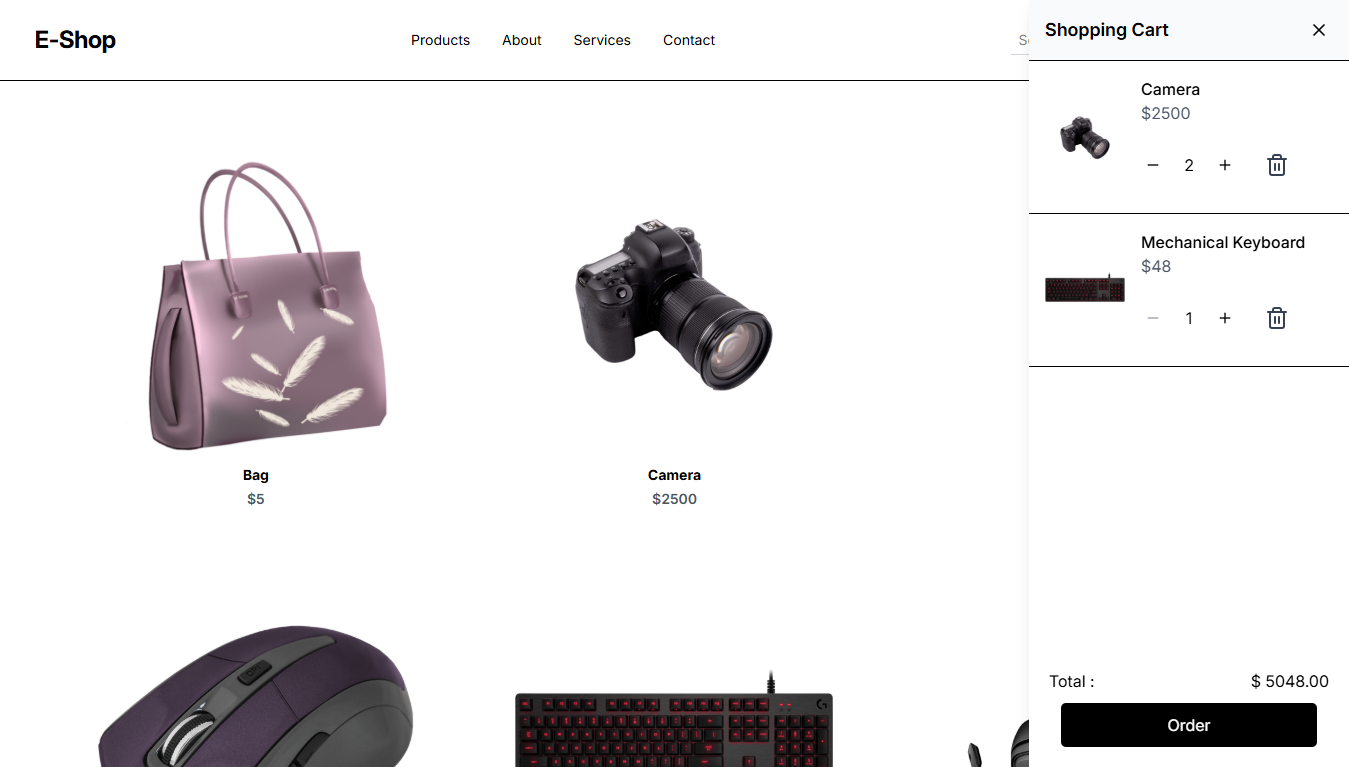 E-Shop
Products
About
Services
Contact
Shopping Cart
Camera
$2500
2
Mechanical Keyboard
$48
1
Total :
$ 5048.00
Order
Bag
$5
Camera
$2500